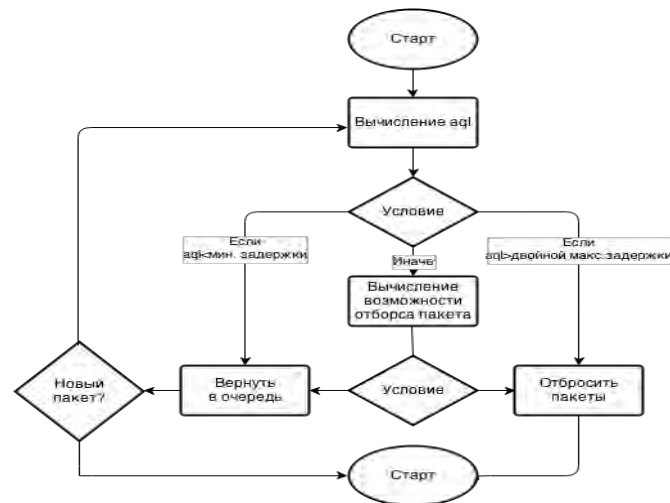 Старт
Вычисление aql
Условие
Если
aql<мин. задержки
Если
aql>двойной макс.задержки
Иначе
Вычисление
возможности
отборса пакета
Новый
пакет?
Вернуть
в очередь
Условие
Отбросить
пакеты
Старт